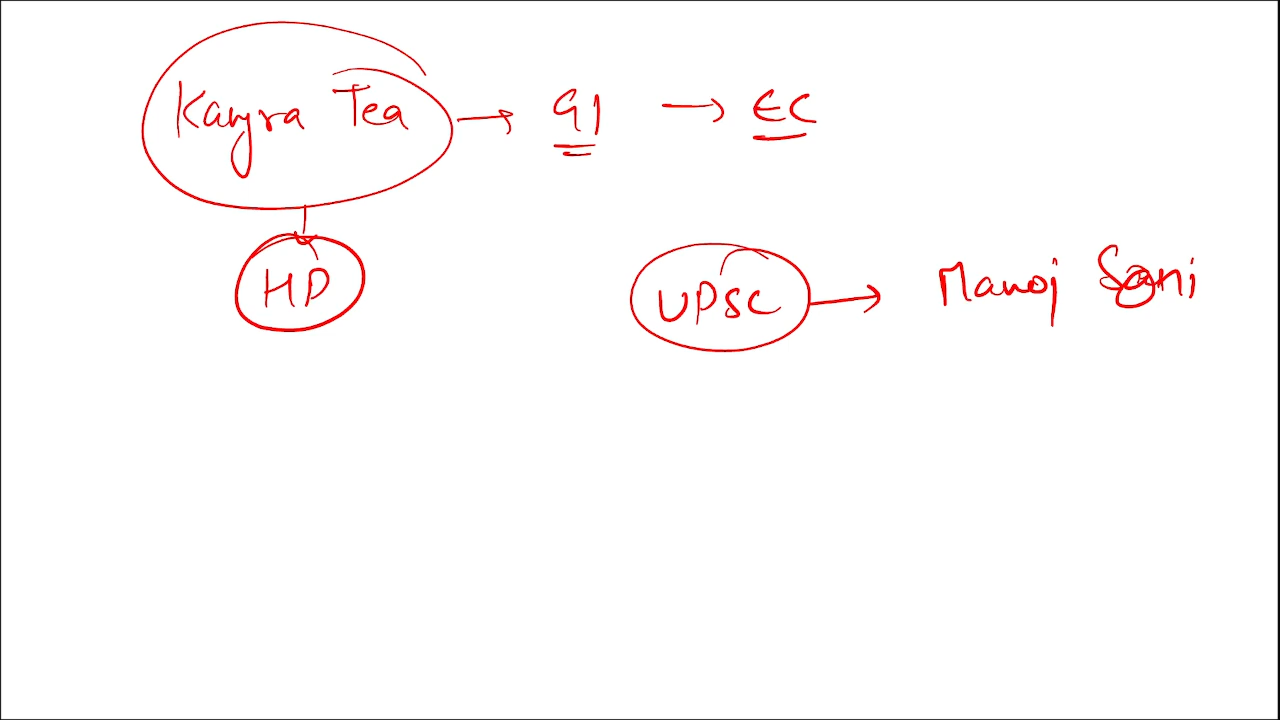 Kangra Tea → GI → EC
HP
UPSC → Manoj Soni